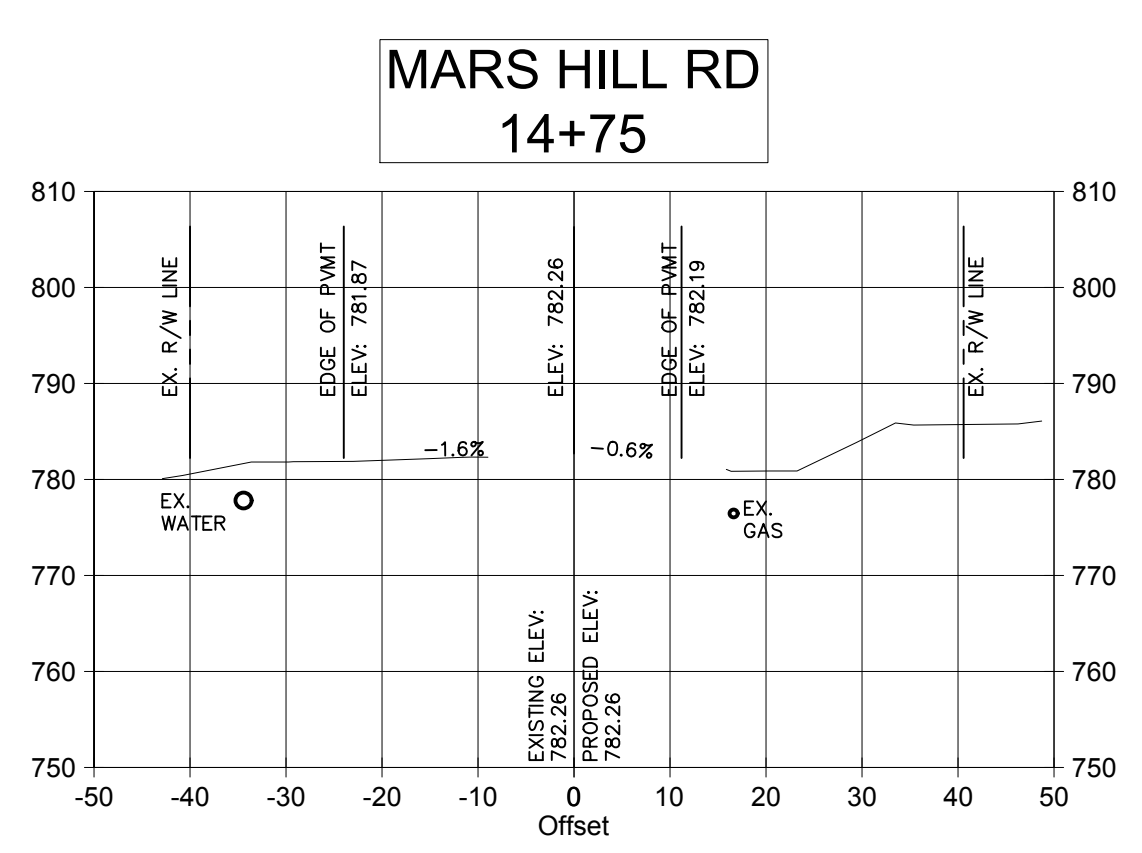 MARS HILL RD
14+75
810
810
EX. R/W LINE
EDGE OF PVMT
ELEV: 781.87
ELEV: 782.26
EDGE OF PVMT
ELEV: 782.19
EX. R/W LINE
800
800
790
790
-1.6%
-0.6%
780
780
EX.
WATER
EX.
GAS
770
770
EXISTING ELEV:
782.26
PROPOSED ELEV:
782.26
760
760
750
750
-50
-40
-30
-20
-10
0
10
20
30
40
50
Offset